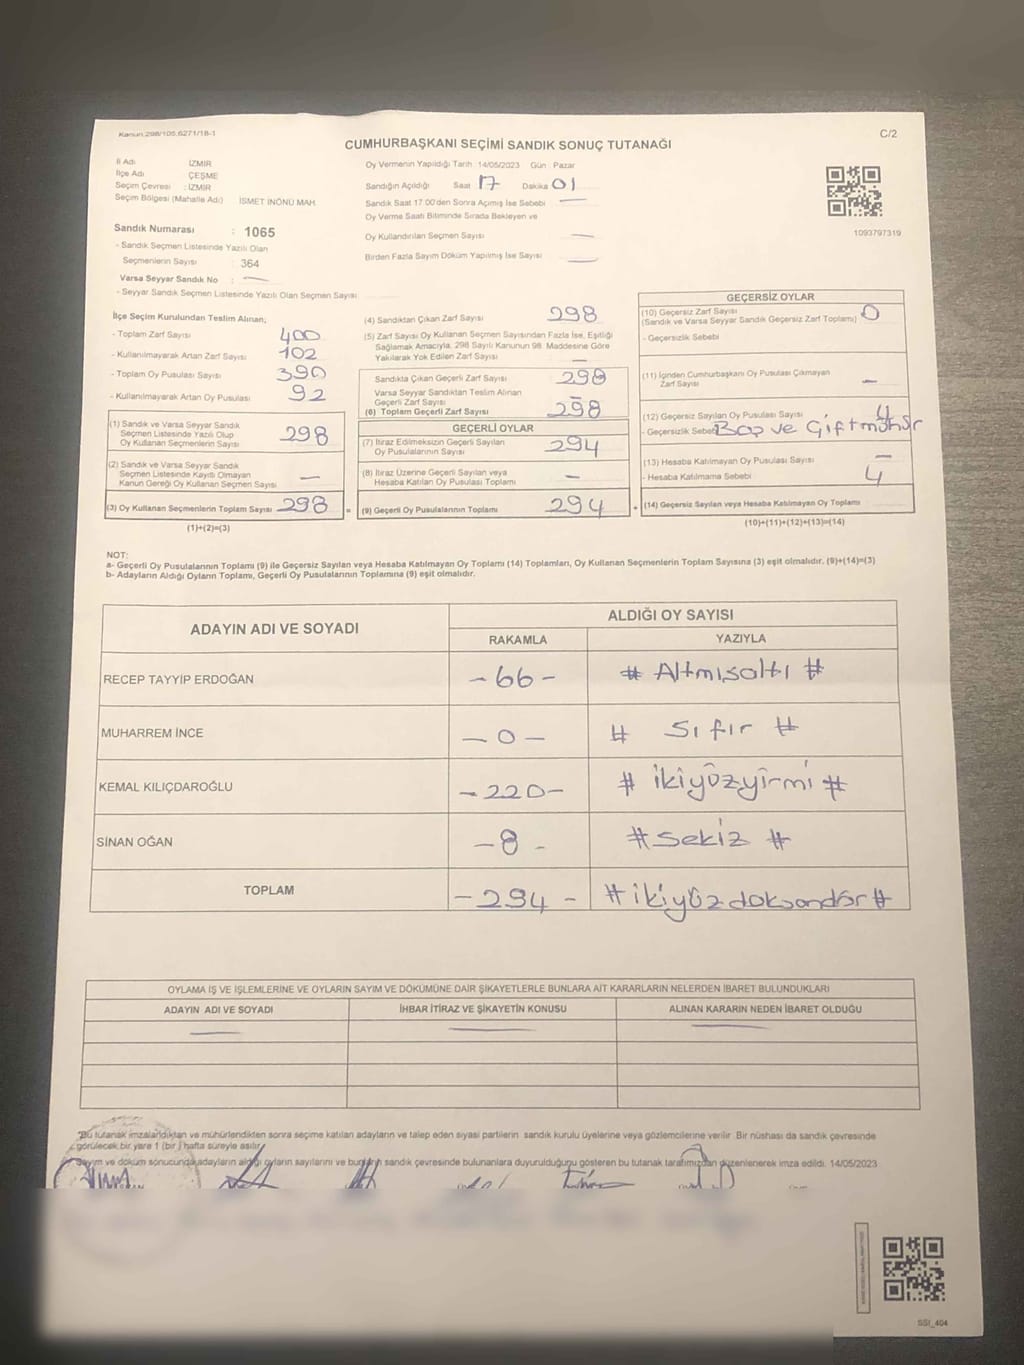 Kanun.298/105,6271/18-1
C/2
CUMHURBAŞKANI SEÇİMİ SANDIK SONUÇ TUTANAĞI
İl Adı İZMİR
İlçe Adı ÇEŞME
Seçim Çevresi : İZMİR
Seçim Bölgesi (Mahalle Adı) İSMET İNÖNÜ MAH.
Sandık Numarası : 1065
- Sandık Seçmen Listesinde Yazılı Olan
Seçmenlerin Sayısı : 364
Varsa Seyyar Sandık No : —
- Seyyar Sandık Seçmen Listesinde Yazılı Olan Seçmen Sayısı
Oy Vermenin Yapıldığı Tarih 14/05/2023 Gün Pazar
Sandığın Açıldığı Saat 17 Dakika 01
Sandık Saat 17.00'den Sonra Açımış İse Sebebi —
Oy Verme Saati Bitiminde Sırada Bekleyen ve
Oy Kullandırılan Seçmen Sayısı —
Birden Fazla Sayım Döküm Yapılmış İse Sayısı —
1093797319
İlçe Seçim Kurulundan Teslim Alınan;
- Toplam Zarf Sayısı 400
- Kullanılmayarak Artan Zarf Sayısı 102
- Toplam Oy Pusulası Sayısı 390
- Kullanılmayarak Artan Oy Pusulası 92
(1) Sandık ve Varsa Seyyar Sandık
Seçmen Listesinde Yazılı Olup
Oy Kullanan Seçmenlerin Sayısı 298
(2) Sandık ve Varsa Seyyar Sandık
Seçmen Listesinde Kayıtlı Olmayan
Kanun Gereği Oy Kullanan Seçmen Sayısı —
(3) Oy Kullanan Seçmenlerin Toplam Sayısı 298
(1)+(2)=(3)
(4) Sandıktan Çıkan Zarf Sayısı 298
(5) Zarf Sayısı Oy Kullanan Seçmen Sayısından Fazla İse, Eşitliği
Sağlamak Amacıyla, 298 Sayılı Kanunun 98. Maddesine Göre
Yakılarak Yok Edilen Zarf Sayısı —
Sandıkta Çıkan Geçerli Zarf Sayısı 298
Varsa Seyyar Sandıktan Teslim Alınan
Geçerli Zarf Sayısı —
(6) Toplam Geçerli Zarf Sayısı 298
GEÇERLİ OYLAR
(7) İtiraz Edilmeksizin Geçerli Sayılan
Oy Pusulalarının Sayısı 294
(8) İtiraz Üzerine Geçerli Sayılan veya
Hesaba Katılan Oy Pusulası Toplamı —
= (9) Geçerli Oy Pusulalarının Toplamı 294
GEÇERSİZ OYLAR
(10) Geçersiz Zarf Sayısı 0
(Sandık ve Varsa Seyyar Sandık Geçersiz Zarf Toplamı)
- Geçersizlik Sebebi
(11) İçinden Cumhurbaşkanı Oy Pusulası Çıkmayan
Zarf Sayısı —
(12) Geçersiz Sayılan Oy Pusulası Sayısı 4
- Geçersizlik Sebebi Boş ve Çift mühür
(13) Hesaba Katılmayan Oy Pusulası Sayısı —
- Hesaba Katılmama Sebebi 4
+ (14) Geçersiz Sayılan veya Hesaba Katılmayan Oy Toplamı
(10)+(11)+(12)+(13)=(14)
NOT:
a- Geçerli Oy Pusulalarının Toplamı (9) ile Geçersiz Sayılan veya Hesaba Katılmayan Oy Toplamı (14) Toplamları, Oy Kullanan Seçmenlerin Toplam Sayısına (3) eşit olmalıdır. (9)+(14)=(3)
b- Adayların Aldığı Oyların Toplamı, Geçerli Oy Pusulalarının Toplamına (9) eşit olmalıdır.
ADAYIN ADI VE SOYADI ALDIĞI OY SAYISI
RAKAMLA YAZIYLA
RECEP TAYYİP ERDOĞAN -66- # Altmışaltı #
MUHARREM İNCE -0- # Sıfır #
KEMAL KILIÇDAROĞLU -220- # ikiyüzyirmi #
SİNAN OĞAN -8- # sekiz #
TOPLAM -294- # ikiyüzdoksandör #
OYLAMA İŞ VE İŞLEMLERİNE VE OYLARIN SAYIM VE DÖKÜMÜNE DAİR ŞİKAYETLERLE BUNLARA AİT KARARLARIN NELERDEN İBARET BULUNDUKLARI
ADAYIN ADI VE SOYADI İHBAR İTİRAZ VE ŞİKAYETİN KONUSU ALINAN KARARIN NEDEN İBARET OLDUĞU
"Bu tutanak imzalandıktan ve mühürlendikten sonra seçime katılan adayların ve talep eden siyasi partilerin sandık kurulu üyelerine veya gözlemcilerine verilir. Bir nüshası da sandık çevresinde
görülecek bir yere 1 (bir) hafta süreyle asılır.
Sayım ve döküm sonucunda adayların aldığı oyların sayılarını ve bunların sandık çevresinde bulunanlara duyurulduğunu gösteren bu tutanak tarafımızdan düzenlenerek imza edildi. 14/05/2023
SSI_404